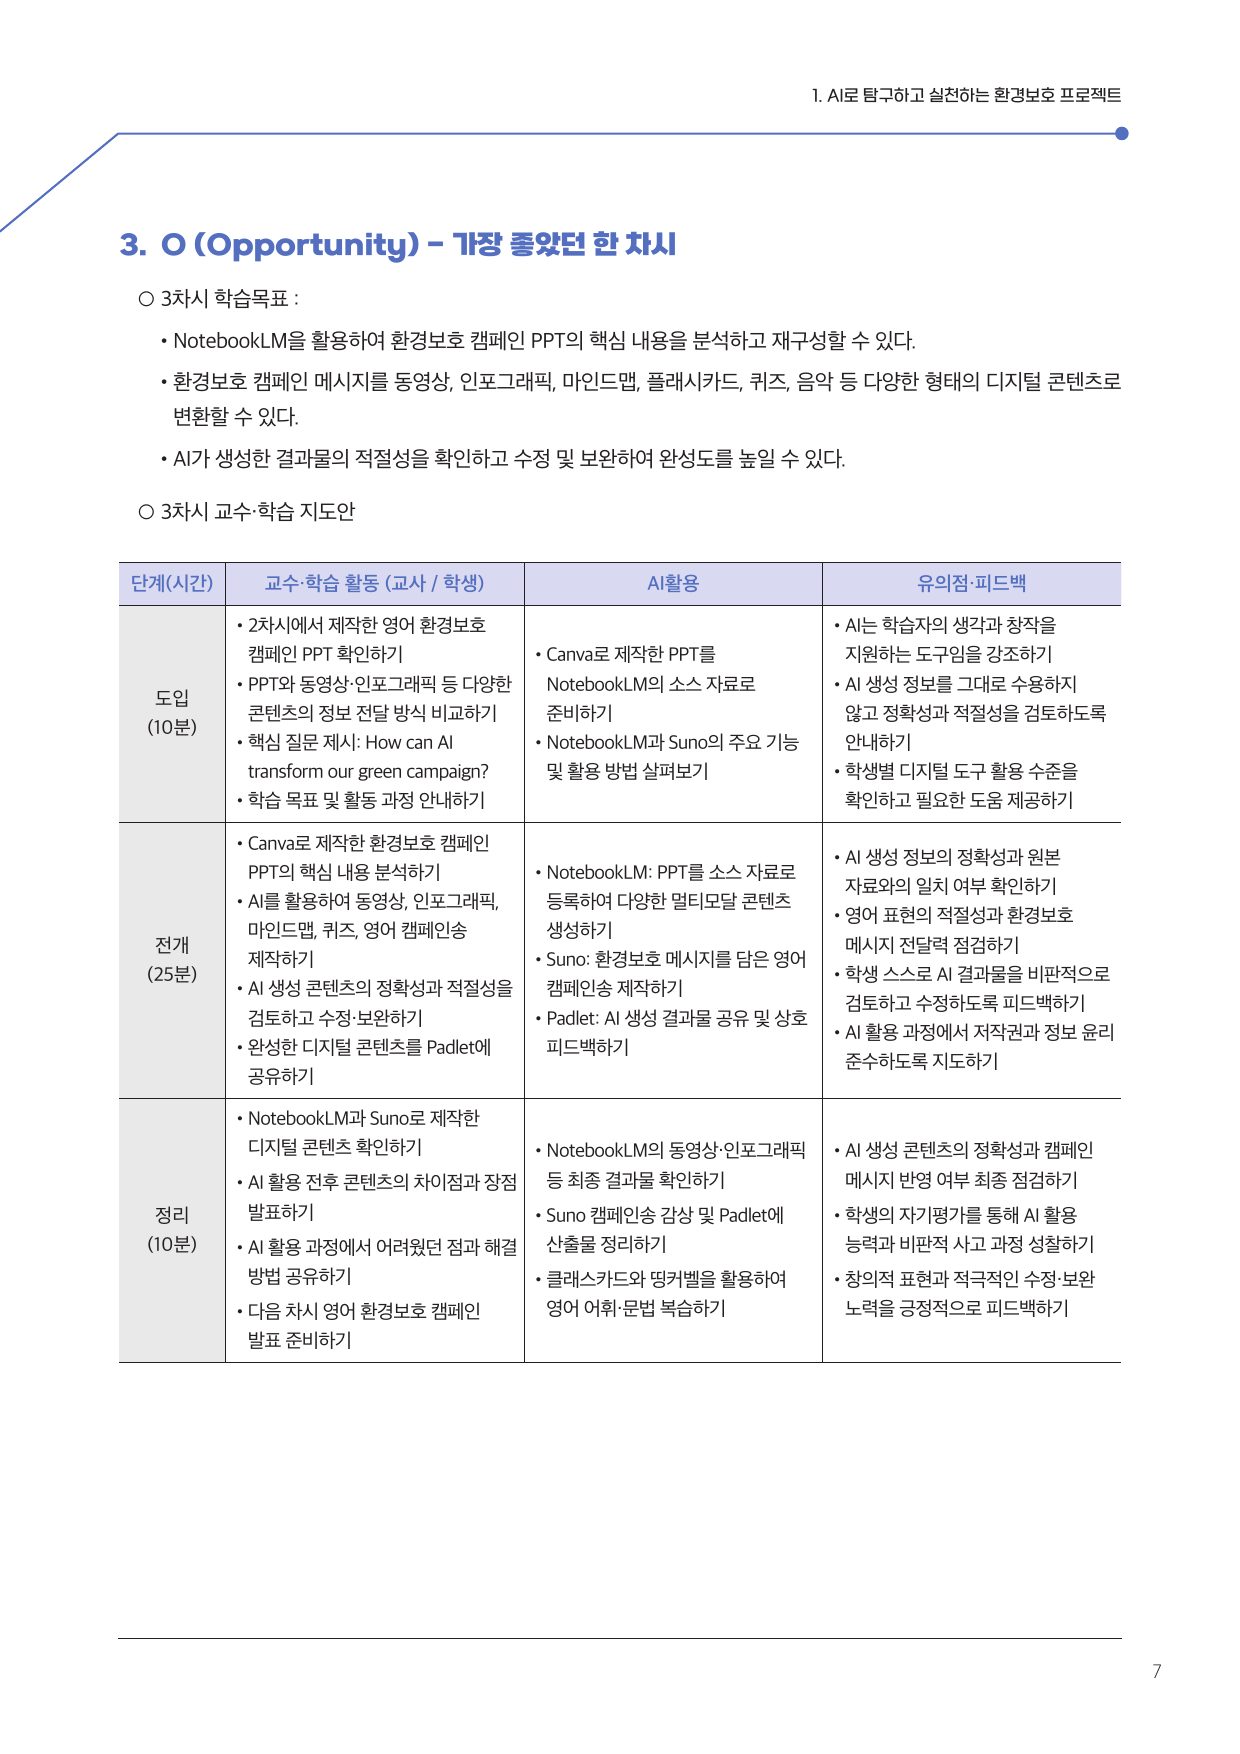 1. AI로 탐구하고 실천하는 환경보호 프로젝트
3. O (Opportunity) – 가장 좋았던 한 차시
○ 3차시 학습목표 :
• NotebookLM을 활용하여 환경보호 캠페인 PPT의 핵심 내용을 분석하고 재구성할 수 있다.
• 환경보호 캠페인 메시지를 동영상, 인포그래픽, 마인드맵, 플래시카드, 퀴즈, 음악 등 다양한 형태의 디지털 콘텐츠로
변환할 수 있다.
• AI가 생성한 결과물의 적절성을 확인하고 수정 및 보완하여 완성도를 높일 수 있다.
○ 3차시 교수·학습 지도안
단계(시간)
교수·학습 활동 (교사 / 학생)
AI활용
유의점·피드백
도입
(10분)
• 2차시에서 제작한 영어 환경보호
캠페인 PPT 확인하기
• PPT와 동영상·인포그래픽 등 다양한
콘텐츠의 정보 전달 방식 비교하기
• 핵심 질문 제시: How can AI
transform our green campaign?
• 학습 목표 및 활동 과정 안내하기
• Canva로 제작한 PPT를
NotebookLM의 소스 자료로
준비하기
• NotebookLM과 Suno의 주요 기능
및 활용 방법 살펴보기
• AI는 학습자의 생각과 창작을
지원하는 도구임을 강조하기
• AI 생성 정보를 그대로 수용하지
않고 정확성과 적절성을 검토하도록
안내하기
• 학생별 디지털 도구 활용 수준을
확인하고 필요한 도움 제공하기
전개
(25분)
• Canva로 제작한 환경보호 캠페인
PPT의 핵심 내용 분석하기
• AI를 활용하여 동영상, 인포그래픽,
마인드맵, 퀴즈, 영어 캠페인송
제작하기
• AI 생성 콘텐츠의 정확성과 적절성을
검토하고 수정·보완하기
• 완성한 디지털 콘텐츠를 Padlet에
공유하기
• NotebookLM: PPT를 소스 자료로
등록하여 다양한 멀티모달 콘텐츠
생성하기
• Suno: 환경보호 메시지를 담은 영어
캠페인송 제작하기
• Padlet: AI 생성 결과물 공유 및 상호
피드백하기
• AI 생성 정보의 정확성과 원본
자료와의 일치 여부 확인하기
• 영어 표현의 적절성과 환경보호
메시지 전달력 점검하기
• 학생 스스로 AI 결과물을 비판적으로
검토하고 수정하도록 피드백하기
• AI 활용 과정에서 저작권과 정보 윤리
준수하도록 지도하기
정리
(10분)
• NotebookLM과 Suno로 제작한
디지털 콘텐츠 확인하기
• AI 활용 전후 콘텐츠의 차이점과 장점
발표하기
• AI 활용 과정에서 어려웠던 점과 해결
방법 공유하기
• 다음 차시 영어 환경보호 캠페인
발표 준비하기
• NotebookLM의 동영상·인포그래픽
등 최종 결과물 확인하기
• Suno 캠페인송 감상 및 Padlet에
산출물 정리하기
• 클래스카드와 띵커벨을 활용하여
영어 어휘·문법 복습하기
• AI 생성 콘텐츠의 정확성과 캠페인
메시지 반영 여부 최종 점검하기
• 학생의 자기평가를 통해 AI 활용
능력과 비판적 사고 과정 성찰하기
• 창의적 표현과 적극적인 수정·보완
노력을 긍정적으로 피드백하기
7